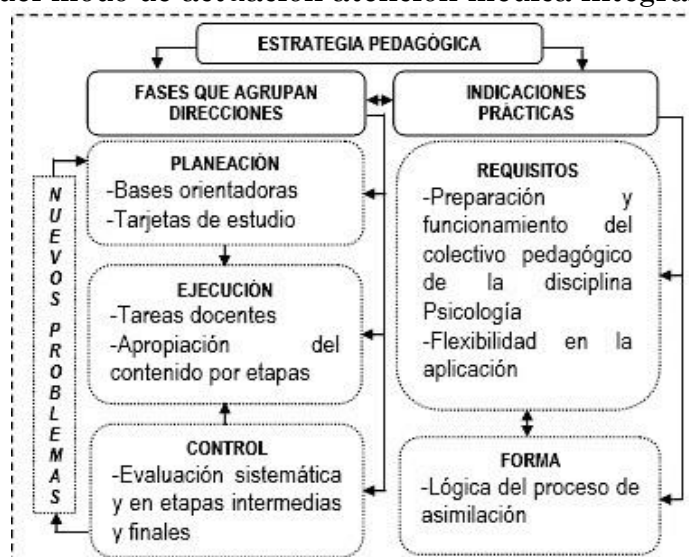 del modo de actuación atención médica integral
ESTRATEGIA PEDAGÓGICA
FASES QUE AGRUPAN
DIRECCIONES
INDICACIONES
PRÁCTICAS
NUEVOS PROBLEMAS
PLANEACIÓN
-Bases orientadoras
-Tarjetas de estudio
EJECUCIÓN
-Tareas docentes
-Apropiación del
contenido por etapas
CONTROL
-Evaluación sistemática
y en etapas intermedias
y finales
REQUISITOS
-Preparación y
funcionamiento del
colectivo pedagógico
de la disciplina
Psicología
-Flexibilidad en la
aplicación
FORMA
-Lógica del proceso de
asimilación